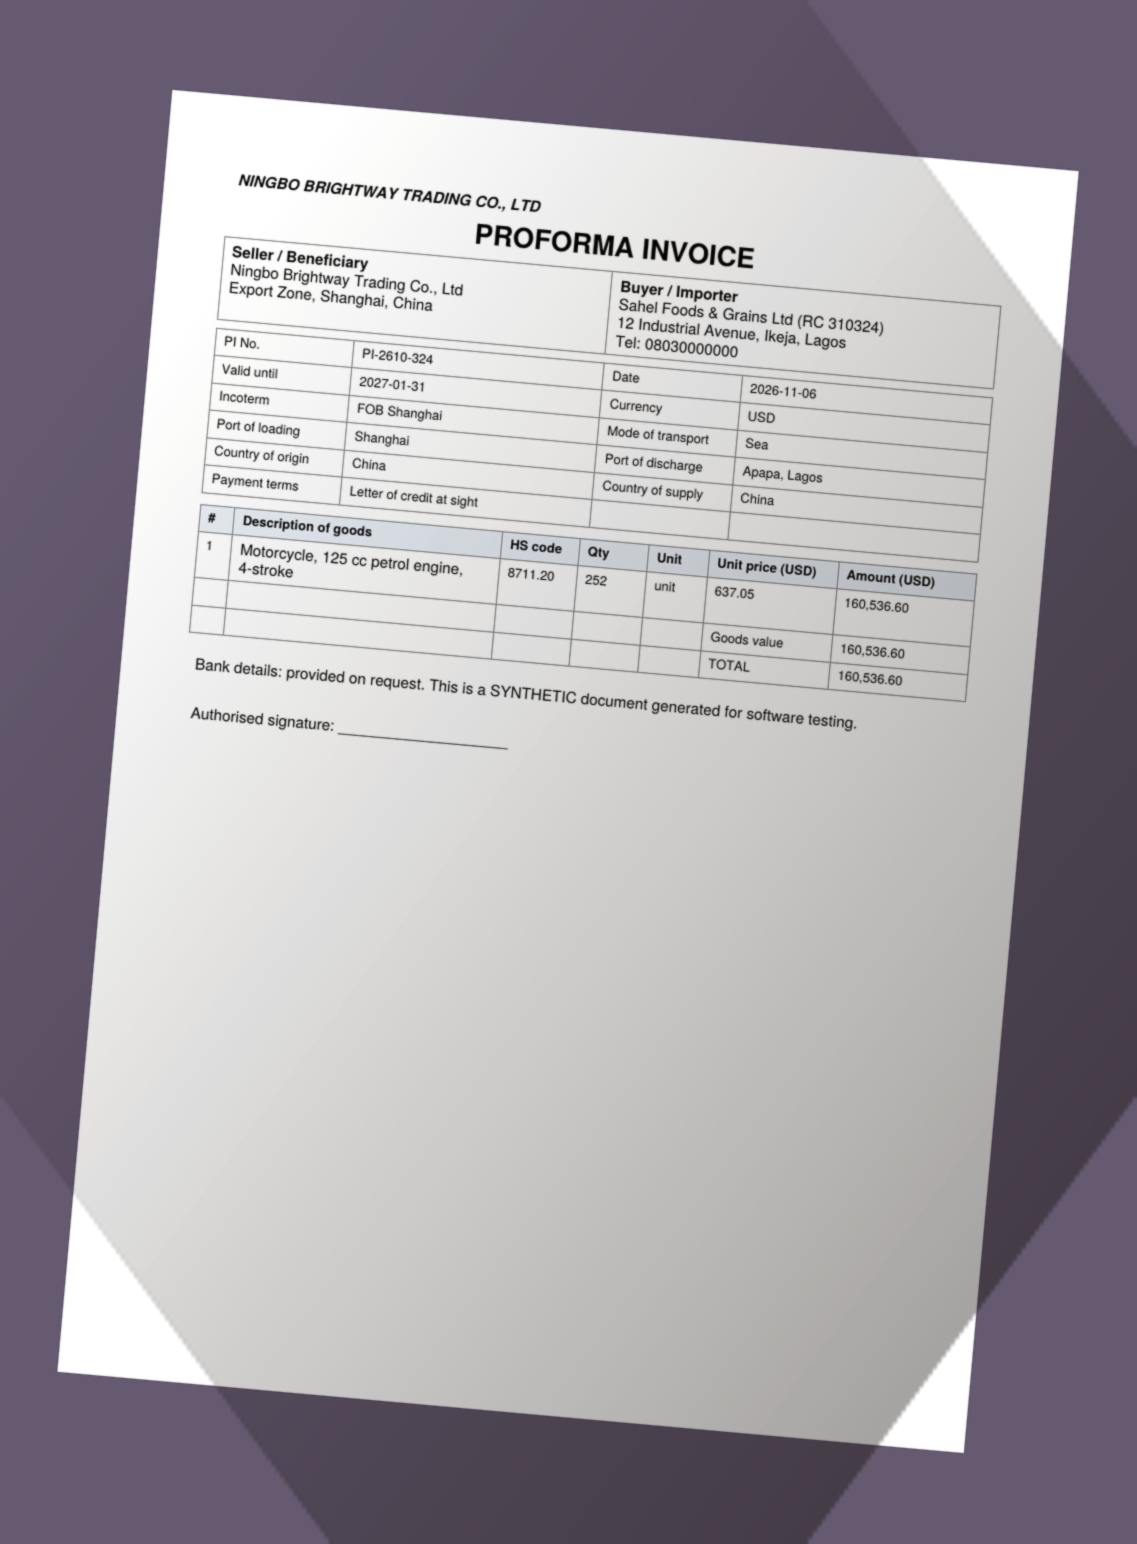 NINGBO BRIGHTWAY TRADING CO., LTD
PROFORMA INVOICE
Seller / Beneficiary
Ningbo Brightway Trading Co., Ltd
Export Zone, Shanghai, China
Buyer / Importer
Sahel Foods & Grains Ltd (RC 310324)
12 Industrial Avenue, Ikeja, Lagos
Tel: 08030000000
PI No. PI-2610-324 Date 2026-11-06
Valid until 2027-01-31 Currency USD
Incoterm FOB Shanghai Mode of transport Sea
Port of loading Shanghai Port of discharge Apapa, Lagos
Country of origin China Country of supply China
Payment terms Letter of credit at sight
# Description of goods HS code Qty Unit Unit price (USD) Amount (USD)
1 Motorcycle, 125 cc petrol engine, 8711.20 252 unit 637.05 160,536.60
4-stroke
Goods value 160,536.60
TOTAL 160,536.60
Bank details: provided on request. This is a SYNTHETIC document generated for software testing.
Authorised signature: ____________________